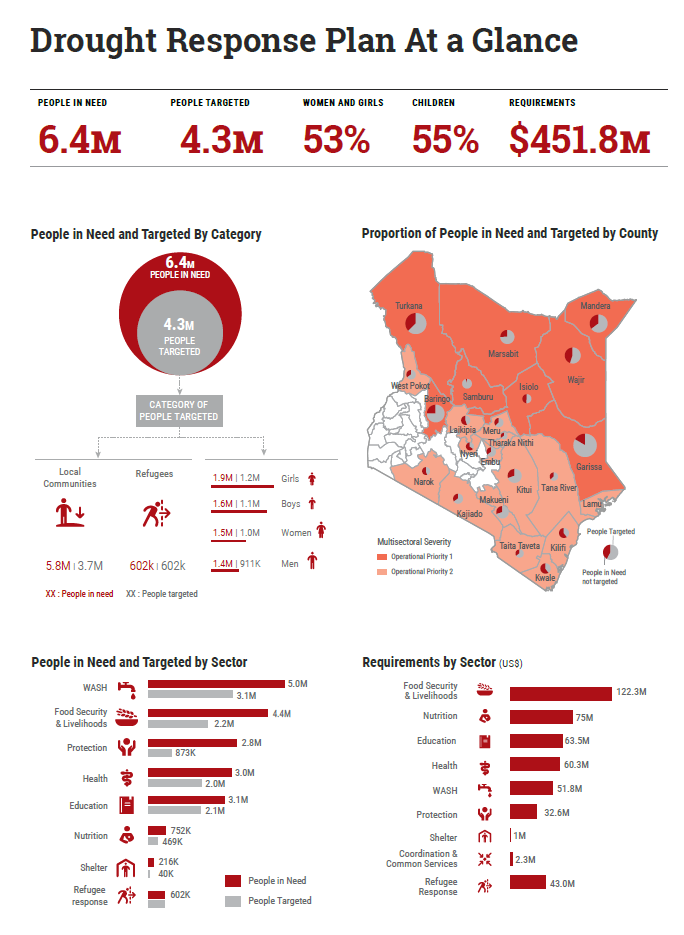 Drought Response Plan At a Glance
PEOPLE IN NEED
PEOPLE TARGETED
WOMEN AND GIRLS
CHILDREN
REQUIREMENTS
6.4M
4.3M
53%
55%
$451.8M
People in Need and Targeted By Category
6.4M
PEOPLE IN NEED
4.3M
PEOPLE
TARGETED
CATEGORY OF
PEOPLE TARGETED
Local
Communities
Refugees
5.8M | 3.7M
602k | 602k
1.9M | 1.2M Girls
1.6M | 1.1M Boys
1.5M | 1.0M Women
1.4M | 911K Men
XX : People in need
XX : People targeted
Proportion of People in Need and Targeted by County
Turkana
Mandera
Marsabit
Wajir
West Pokot
Baringo
Samburu
Isiolo
Laikipia
Meru
Tharaka Nithi
Nyeri
Embu
Garissa
Narok
Kitui
Tana River
Makueni
Kajiado
Lamu
Taita Taveta
Kilifi
Kwale
Multisectoral Severity
Operational Priority 1
Operational Priority 2
People Targeted
People in Need
not targeted
People in Need and Targeted by Sector
WASH
5.0M
3.1M
Food Security
& Livelihoods
4.4M
2.2M
Protection
2.8M
873K
Health
3.0M
2.0M
Education
3.1M
2.1M
Nutrition
752K
469K
Shelter
216K
40K
Refugee
response
602K
People in Need
People Targeted
Requirements by Sector (US$)
Food Security
& Livelihoods
122.3M
Nutrition
75M
Education
63.5M
Health
60.3M
WASH
51.8M
Protection
32.6M
Shelter
1M
Coordination &
Common Services
2.3M
Refugee
Response
43.0M